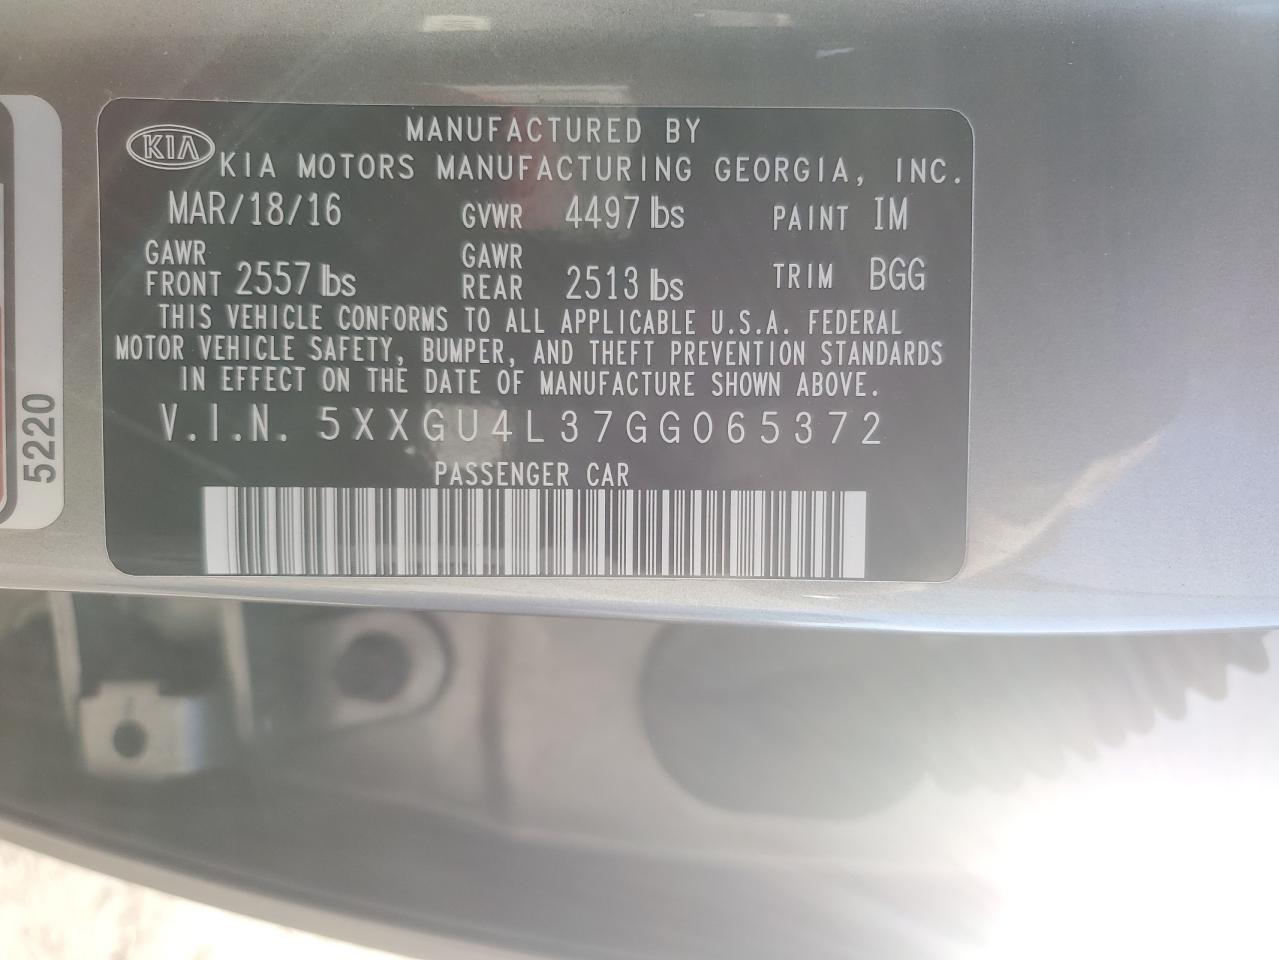 MANUFACTURED BY
KIA KIA MOTORS MANUFACTURING GEORGIA, INC.
MAR/18/16 GVWR 4497 lbs PAINT IM
GAWR FRONT 2557 lbs GAWR REAR 2513 lbs TRIM BGG
THIS VEHICLE CONFORMS TO ALL APPLICABLE U.S.A. FEDERAL
MOTOR VEHICLE SAFETY, BUMPER, AND THEFT PREVENTION STANDARDS
IN EFFECT ON THE DATE OF MANUFACTURE SHOWN ABOVE.
V.I.N. 5XXGU4L37GG065372
PASSENGER CAR
5220